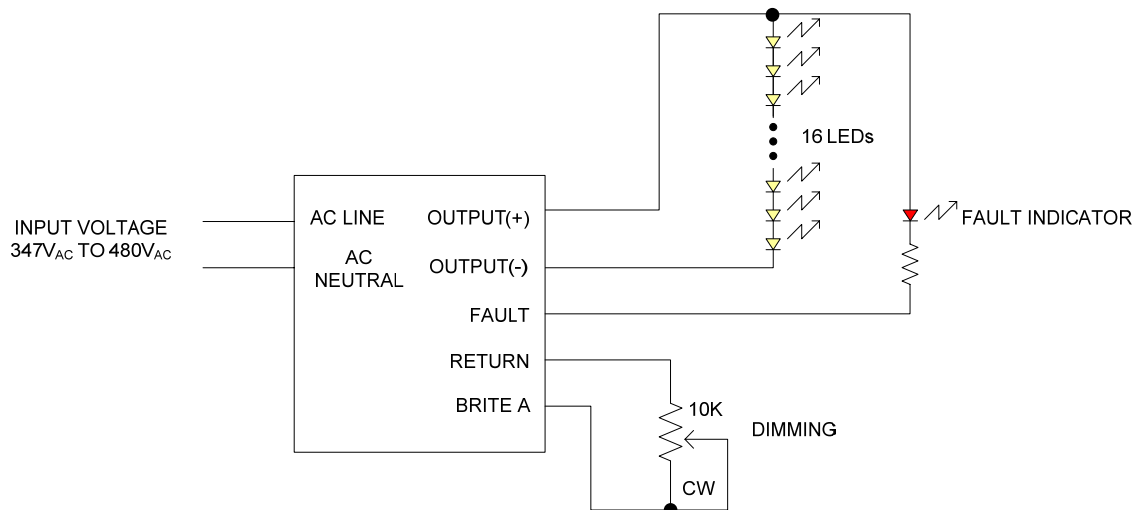 16 LEDs
INPUT VOLTAGE
347VAC TO 480VAC
AC LINE
AC
NEUTRAL
OUTPUT(+)
OUTPUT(-)
FAULT
RETURN
BRITE A
FAULT INDICATOR
10K
DIMMING
CW